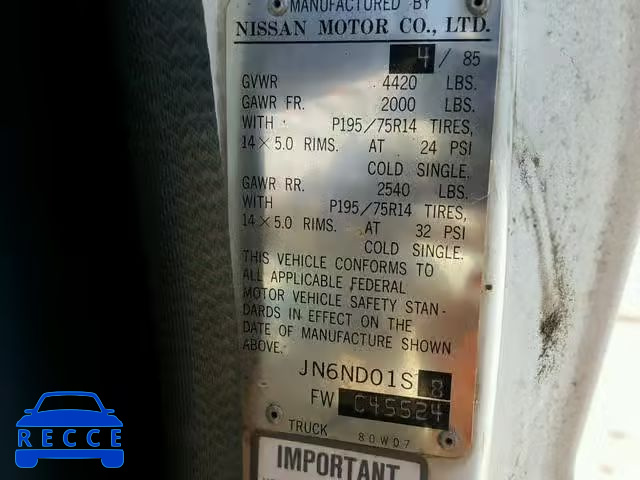 MANUFACTURED BY
NISSAN MOTOR CO., LTD.
4 / 85
GVWR 4420 LBS.
GAWR FR. 2000 LBS.
WITH P195/75R14 TIRES,
14 × 5.0 RIMS. AT 24 PSI
COLD SINGLE.
GAWR RR. 2540 LBS.
WITH P195/75R14 TIRES,
14 × 5.0 RIMS. AT 32 PSI
COLD SINGLE.
THIS VEHICLE CONFORMS TO
ALL APPLICABLE FEDERAL
MOTOR VEHICLE SAFETY STAN-
DARDS IN EFFECT ON THE
DATE OF MANUFACTURE SHOWN
ABOVE.
JN6ND01S 8
FW C45524
TRUCK 80W07
IMPORTANT
RECCE